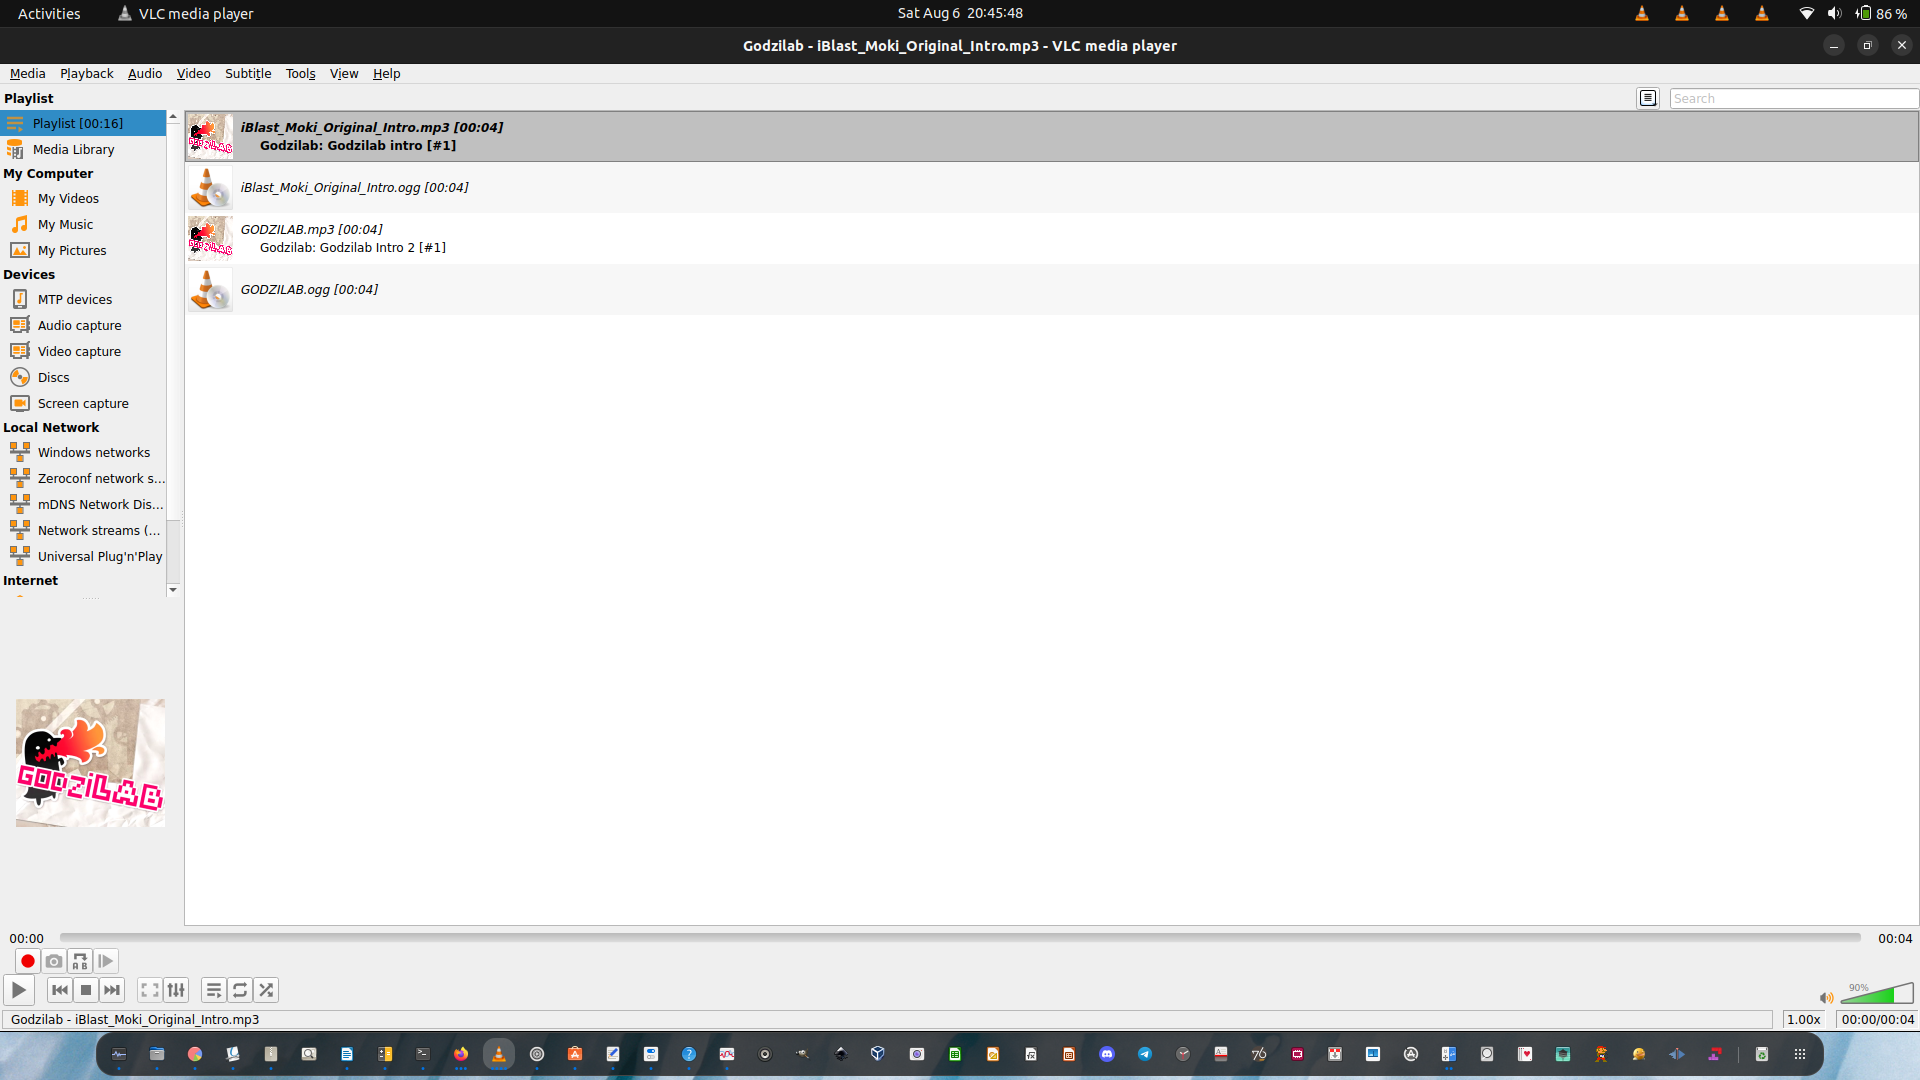 Activities VLC media player Sat Aug 6 20:45:48 86 %
Godzilab - iBlast_Moki_Original_Intro.mp3 - VLC media player
Media Playback Audio Video Subtitle Tools View Help
Playlist Search
Playlist [00:16]
Media Library
My Computer
My Videos
My Music
My Pictures
Devices
MTP devices
Audio capture
Video capture
Discs
Screen capture
Local Network
Windows networks
Zeroconf network s...
mDNS Network Dis...
Network streams (...
Universal Plug'n'Play
Internet
iBlast_Moki_Original_Intro.mp3 [00:04]
Godzilab: Godzilab intro [#1]
iBlast_Moki_Original_Intro.ogg [00:04]
GODZILAB.mp3 [00:04]
Godzilab: Godzilab Intro 2 [#1]
GODZILAB.ogg [00:04]
GODZILAB
00:00 00:04
A B
90%
Godzilab - iBlast_Moki_Original_Intro.mp3 1.00x 00:00/00:04